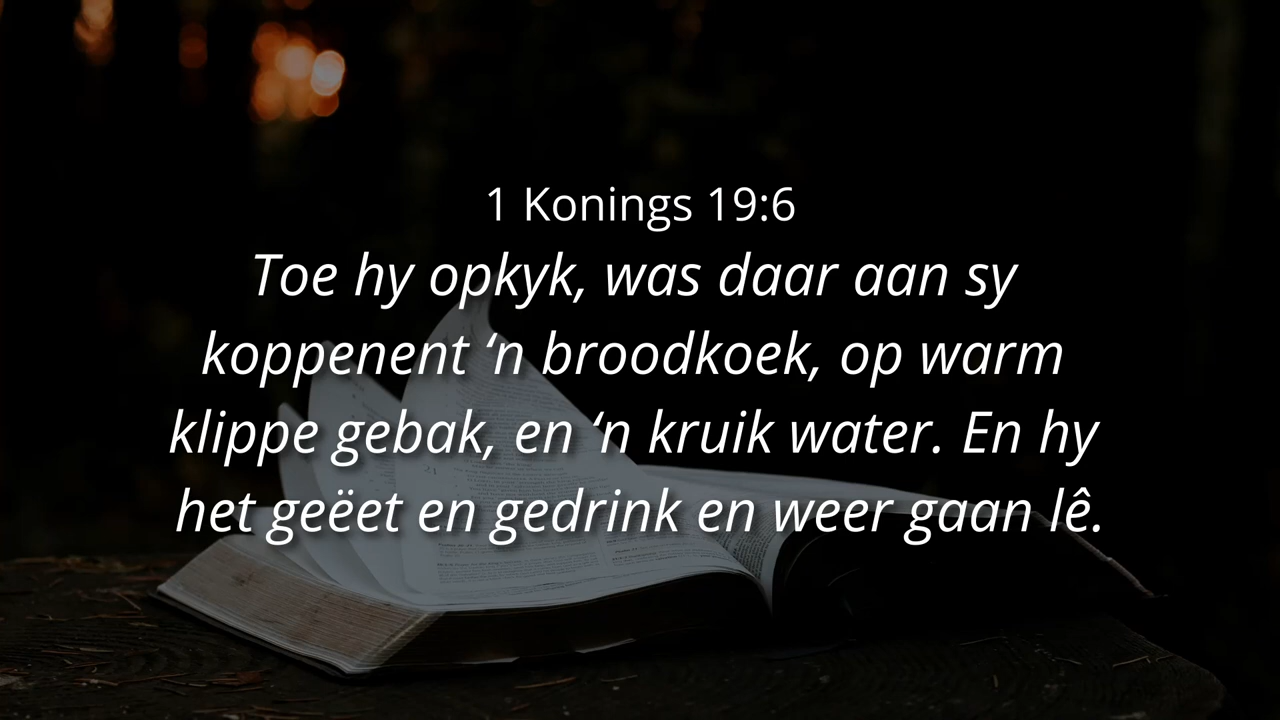 1 Konings 19:6
Toe hy opkyk, was daar aan sy
koppenent ‘n broodkoek, op warm
klippe gebak, en ‘n kruik water. En hy
het geëet en gedrink en weer gaan lê.